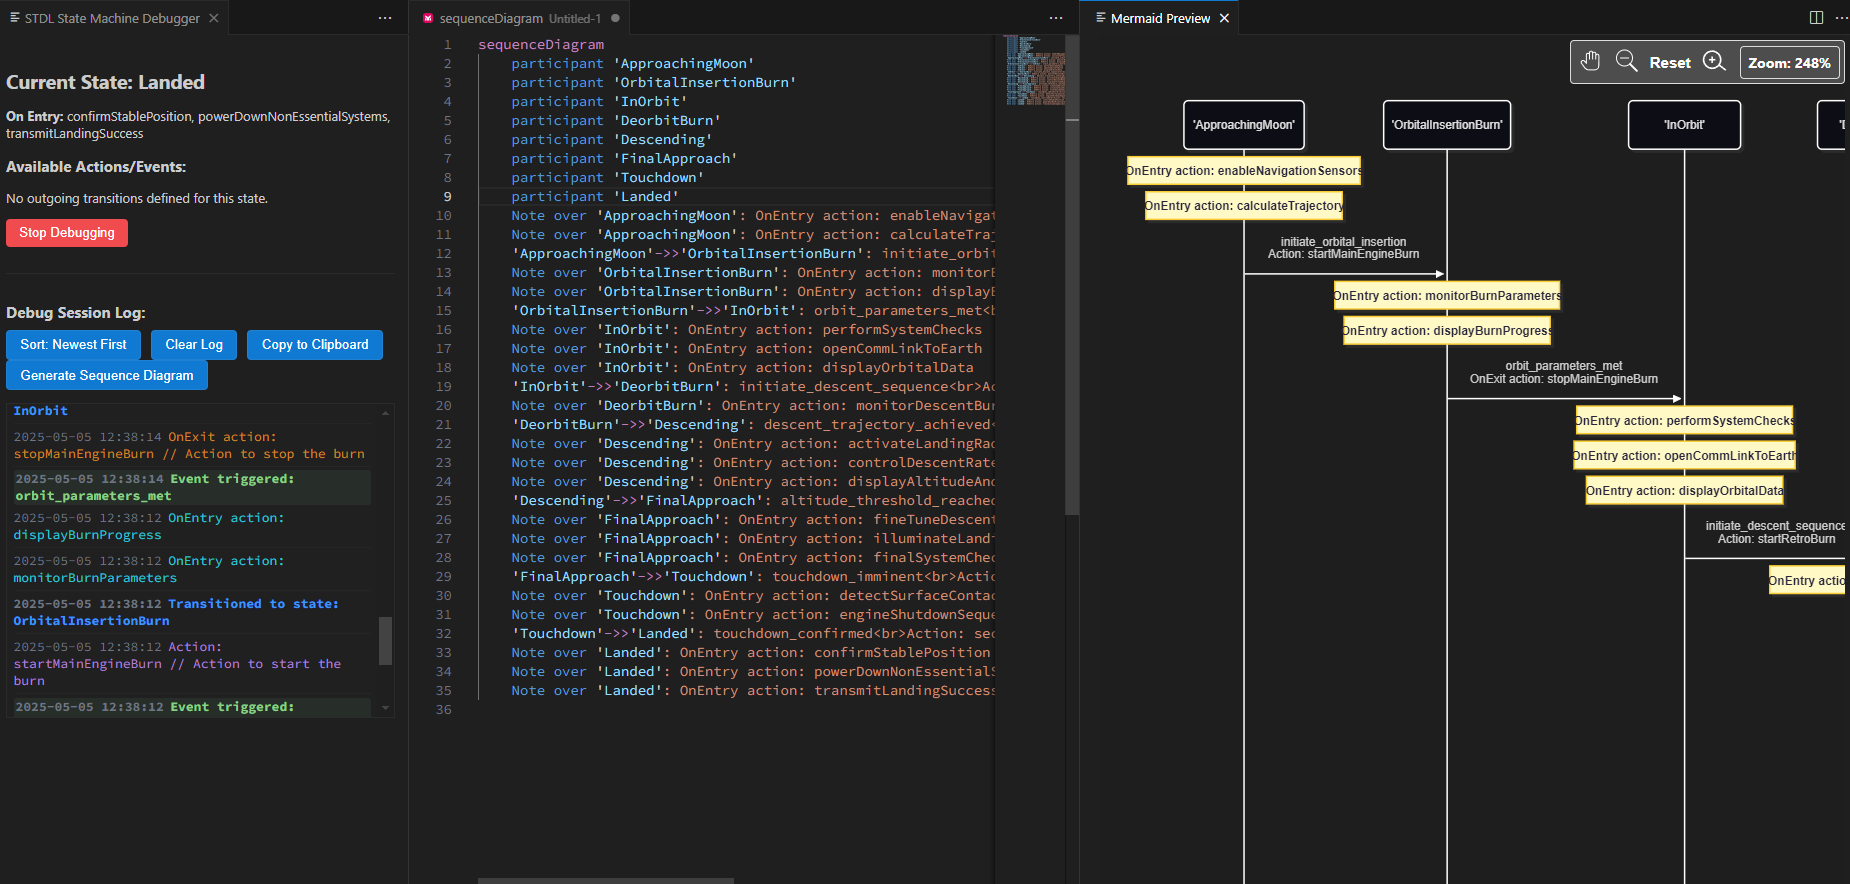 STDL State Machine Debugger
Current State: Landed
On Entry: confirmStablePosition, powerDownNonEssentialSystems,
transmitLandingSuccess
Available Actions/Events:
No outgoing transitions defined for this state.
Stop Debugging
Debug Session Log:
Sort: Newest First
Clear Log
Copy to Clipboard
Generate Sequence Diagram
InOrbit
2025-05-05 12:38:14 OnExit action:
stopMainEngineBurn // Action to stop the burn
2025-05-05 12:38:14 Event triggered:
orbit_parameters_met
2025-05-05 12:38:12 OnEntry action:
displayBurnProgress
2025-05-05 12:38:12 OnEntry action:
monitorBurnParameters
2025-05-05 12:38:12 Transitioned to state:
OrbitalInsertionBurn
2025-05-05 12:38:12 Action:
startMainEngineBurn // Action to start the
burn
2025-05-05 12:38:12 Event triggered:
sequenceDiagram Untitled-1
1 sequenceDiagram
2 participant 'ApproachingMoon'
3 participant 'OrbitalInsertionBurn'
4 participant 'InOrbit'
5 participant 'DeorbitBurn'
6 participant 'Descending'
7 participant 'FinalApproach'
8 participant 'Touchdown'
9 participant 'Landed'
10 Note over 'ApproachingMoon': OnEntry action: enableNavigat
11 Note over 'ApproachingMoon': OnEntry action: calculateTraj
12 'ApproachingMoon'->>'OrbitalInsertionBurn': initiate_orbit
13 Note over 'OrbitalInsertionBurn': OnEntry action: monitorB
14 Note over 'OrbitalInsertionBurn': OnEntry action: displayB
15 'OrbitalInsertionBurn'->>'InOrbit': orbit_parameters_met<b
16 Note over 'InOrbit': OnEntry action: performSystemChecks
17 Note over 'InOrbit': OnEntry action: openCommLinkToEarth
18 Note over 'InOrbit': OnEntry action: displayOrbitalData
19 'InOrbit'->>'DeorbitBurn': initiate_descent_sequence<br>Ac
20 Note over 'DeorbitBurn': OnEntry action: monitorDescentBur
21 'DeorbitBurn'->>'Descending': descent_trajectory_achieved<
22 Note over 'Descending': OnEntry action: activateLandingRad
23 Note over 'Descending': OnEntry action: controlDescentRate
24 Note over 'Descending': OnEntry action: displayAltitudeAnd
25 'Descending'->>'FinalApproach': altitude_threshold_reached
26 Note over 'FinalApproach': OnEntry action: fineTuneDescent
27 Note over 'FinalApproach': OnEntry action: illuminateLandi
28 Note over 'FinalApproach': OnEntry action: finalSystemChec
29 'FinalApproach'->>'Touchdown': touchdown_imminent<br>Actio
30 Note over 'Touchdown': OnEntry action: detectSurfaceContac
31 Note over 'Touchdown': OnEntry action: engineShutdownSeque
32 'Touchdown'->>'Landed': touchdown_confirmed<br>Action: sec
33 Note over 'Landed': OnEntry action: confirmStablePosition
34 Note over 'Landed': OnEntry action: powerDownNonEssentialS
35 Note over 'Landed': OnEntry action: transmitLandingSuccess
36
Mermaid Preview
Reset
Zoom: 248%
'ApproachingMoon'
'OrbitalInsertionBurn'
'InOrbit'
OnEntry action: enableNavigationSensors
OnEntry action: calculateTrajectory
initiate_orbital_insertion
Action: startMainEngineBurn
OnEntry action: monitorBurnParameters
OnEntry action: displayBurnProgress
orbit_parameters_met
OnExit action: stopMainEngineBurn
OnEntry action: performSystemChecks
OnEntry action: openCommLinkToEarth
OnEntry action: displayOrbitalData
initiate_descent_sequence
Action: startRetroBurn
OnEntry actio